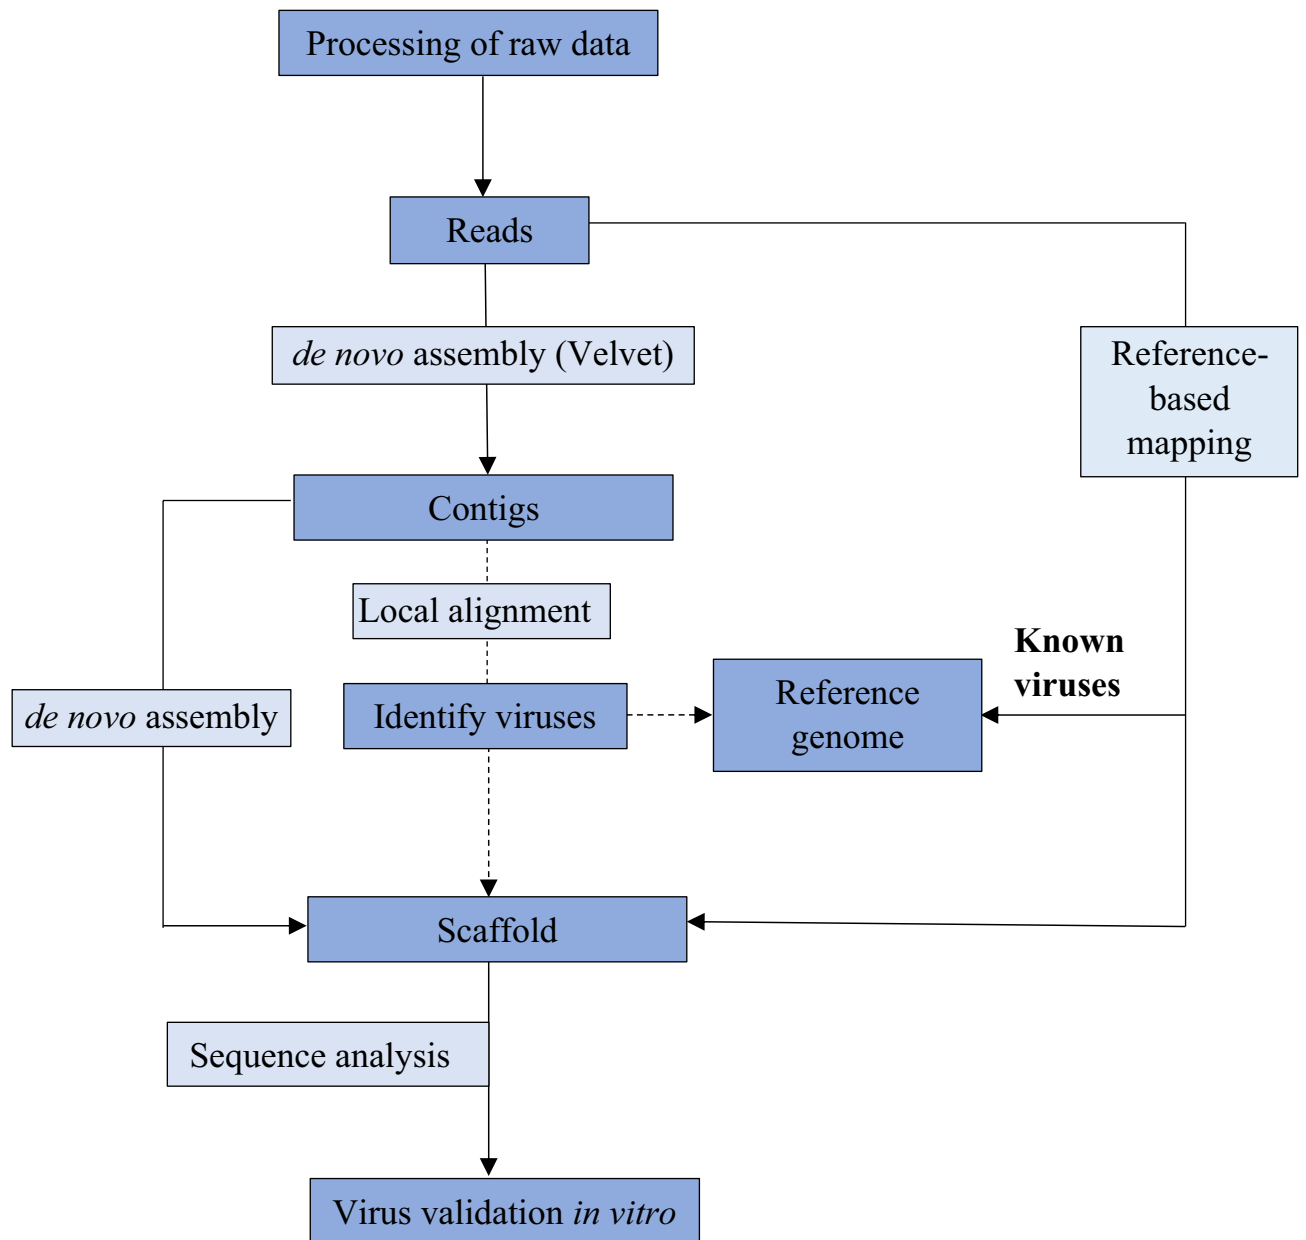 Processing of raw data
Reads
de novo assembly (Velvet)
Reference-
based
mapping
Contigs
Local alignment
Known
viruses
de novo assembly
Identify viruses
Reference
genome
Scaffold
Sequence analysis
Virus validation in vitro